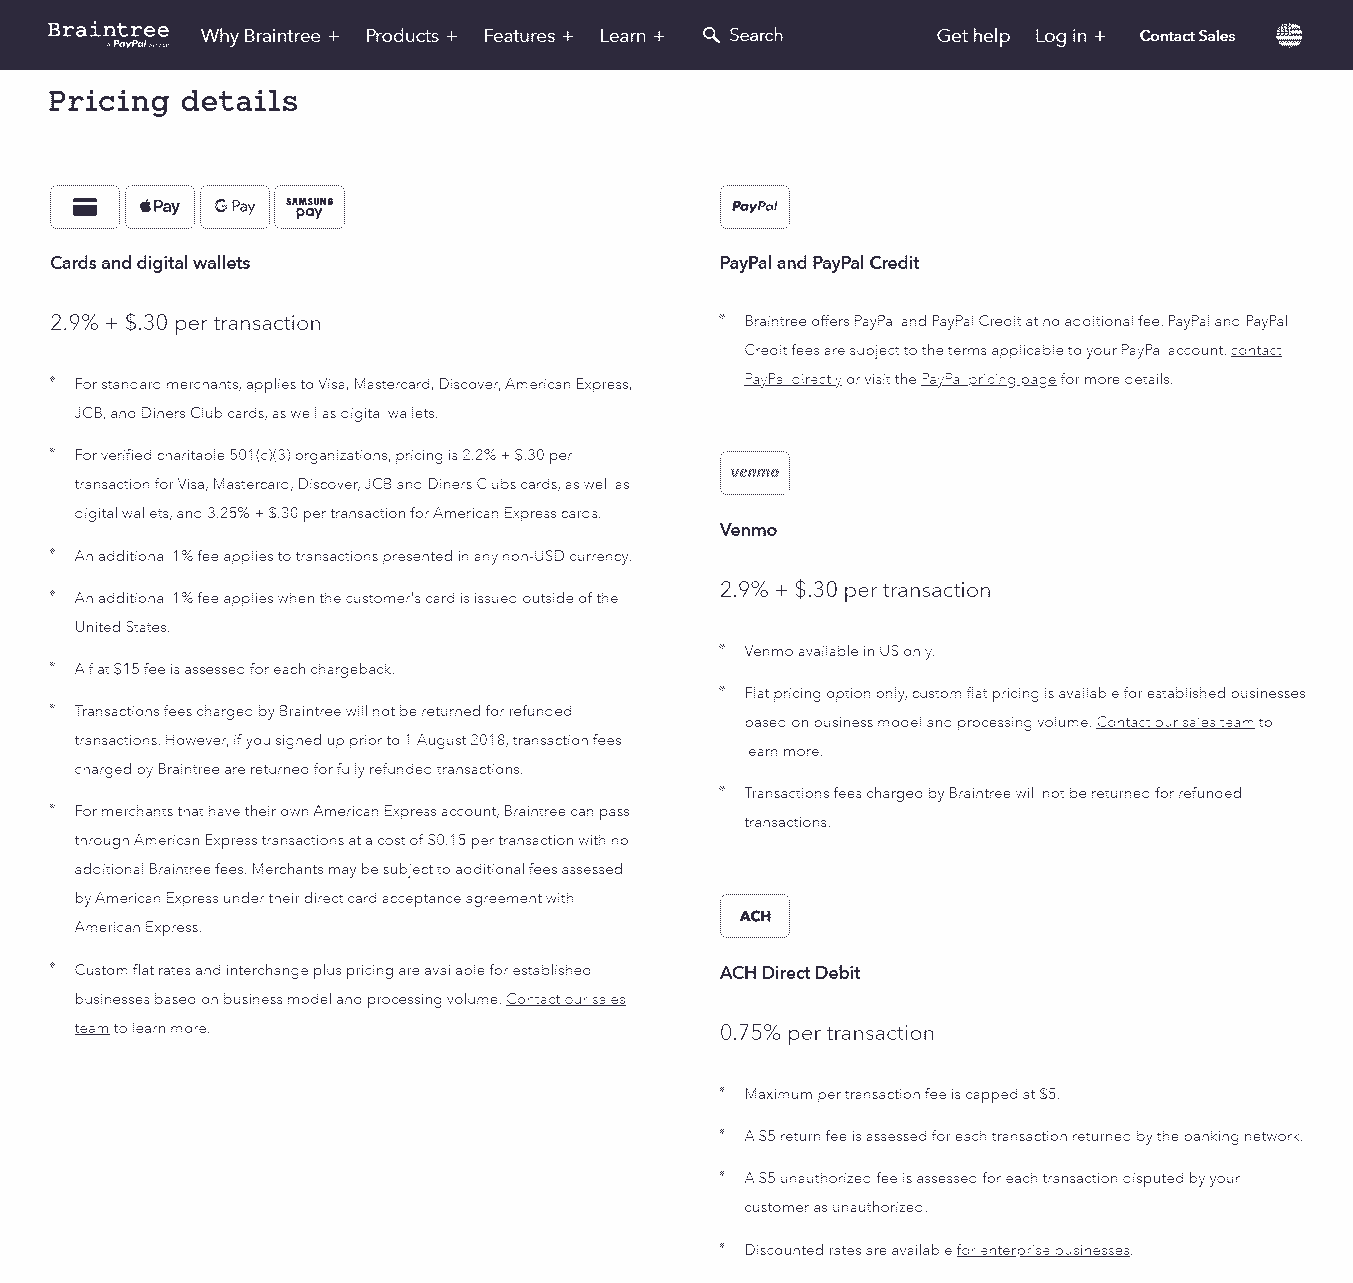 Braintree
A PayPal Service
Why Braintree +
Products +
Features +
Learn +
Search
Get help
Log in +
Contact Sales
Pricing details
Pay
G Pay
SAMSUNG
pay
Cards and digital wallets
2.9% + $.30 per transaction
* For standard merchants, applies to Visa, Mastercard, Discover, American Express,
JCB, and Diners Club cards, as well as digital wallets.
* For verified charitable 501(c)(3) organizations, pricing is 2.2% + $.30 per
transaction for Visa, Mastercard, Discover, JCB and Diners Clubs cards, as well as
digital wallets, and 3.25% + $.30 per transaction for American Express cards.
* An additional 1% fee applies to transactions presented in any non-USD currency.
* An additional 1% fee applies when the customer's card is issued outside of the
United States.
* A flat $15 fee is assessed for each chargeback.
* Transactions fees charged by Braintree will not be returned for refunded
transactions. However, if you signed up prior to 1 August 2018, transaction fees
charged by Braintree are returned for fully refunded transactions.
* For merchants that have their own American Express account, Braintree can pass
through American Express transactions at a cost of $0.15 per transaction with no
additional Braintree fees. Merchants may be subject to additional fees assessed
by American Express under their direct card acceptance agreement with
American Express.
* Custom flat rates and interchange plus pricing are available for established
businesses based on business model and processing volume. Contact our sales
team to learn more.
PayPal
PayPal and PayPal Credit
* Braintree offers PayPal and PayPal Credit at no additional fee. PayPal and PayPal
Credit fees are subject to the terms applicable to your PayPal account. contact
PayPal directly or visit the PayPal pricing page for more details.
venmo
Venmo
2.9% + $.30 per transaction
* Venmo available in US only.
* Flat pricing option only, custom flat pricing is available for established businesses
based on business model and processing volume. Contact our sales team to
learn more.
* Transactions fees charged by Braintree will not be returned for refunded
transactions.
ACH
ACH Direct Debit
0.75% per transaction
* Maximum per transaction fee is capped at $5.
* A $5 return fee is assessed for each transaction returned by the banking network.
* A $5 unauthorized fee is assessed for each transaction disputed by your
customer as unauthorized.
* Discounted rates are available for enterprise businesses.